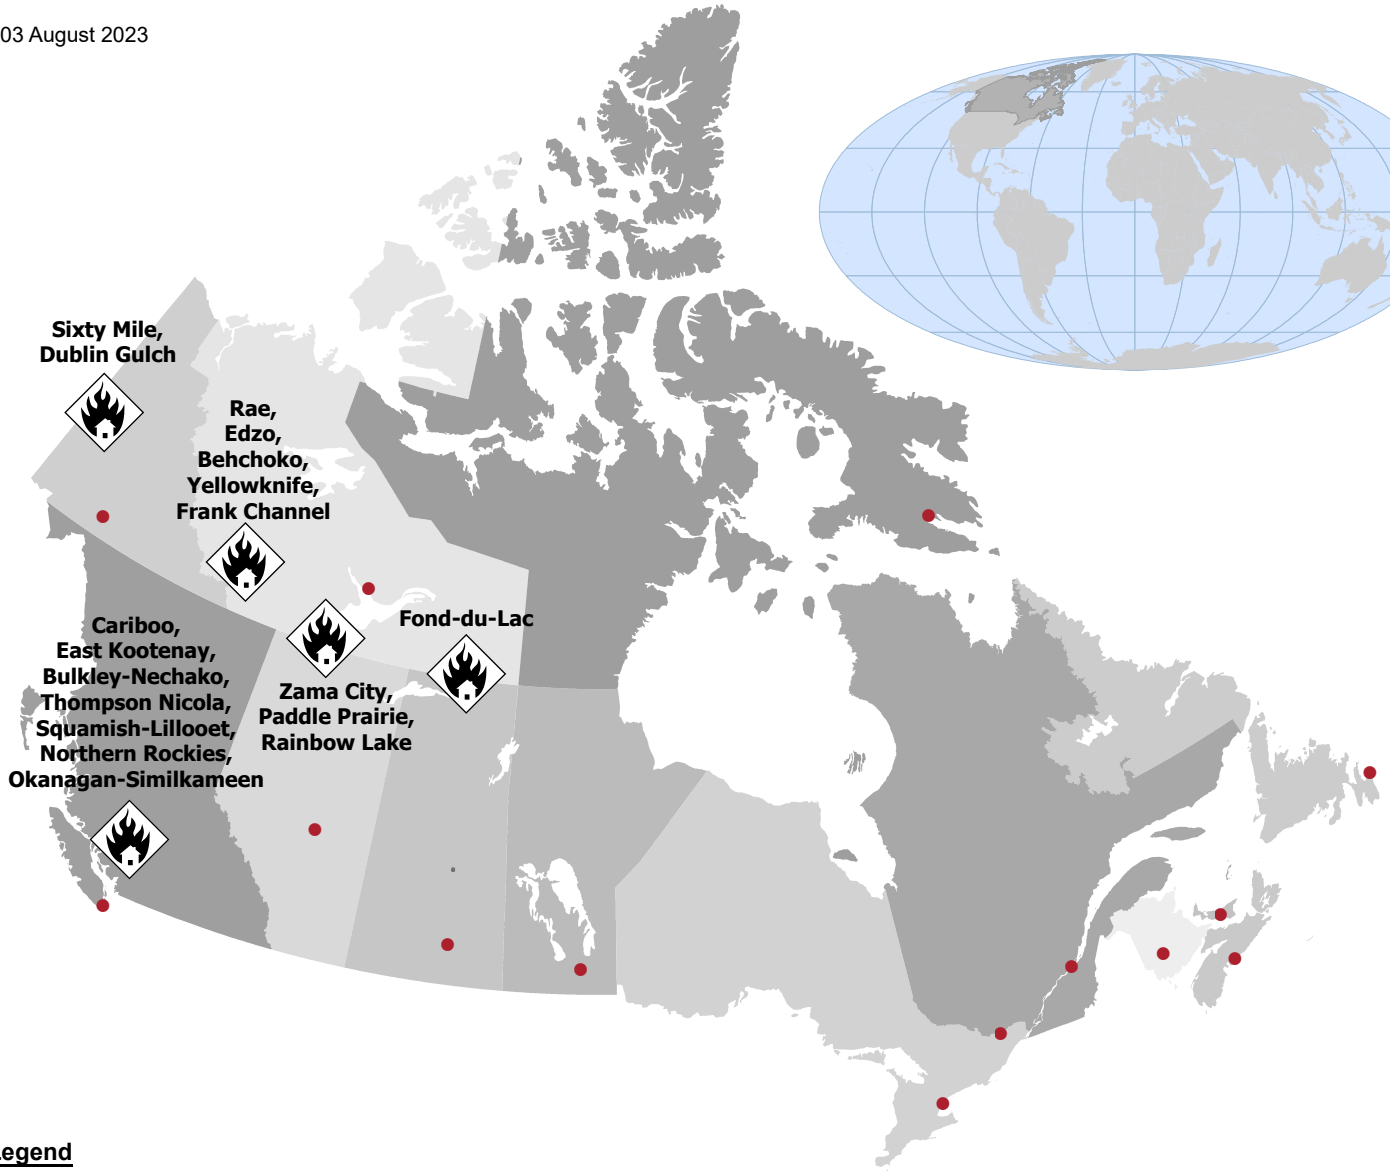 03 August 2023
Sixty Mile,
Dublin Gulch
Rae,
Edzo,
Behchoko,
Yellowknife,
Frank Channel
Fond-du-Lac
Cariboo,
East Kootenay,
Bulkley-Nechako,
Thompson Nicola,
Squamish-Lillooet,
Northern Rockies,
Okanagan-Similkameen
Zama City,
Paddle Prairie,
Rainbow Lake
egend